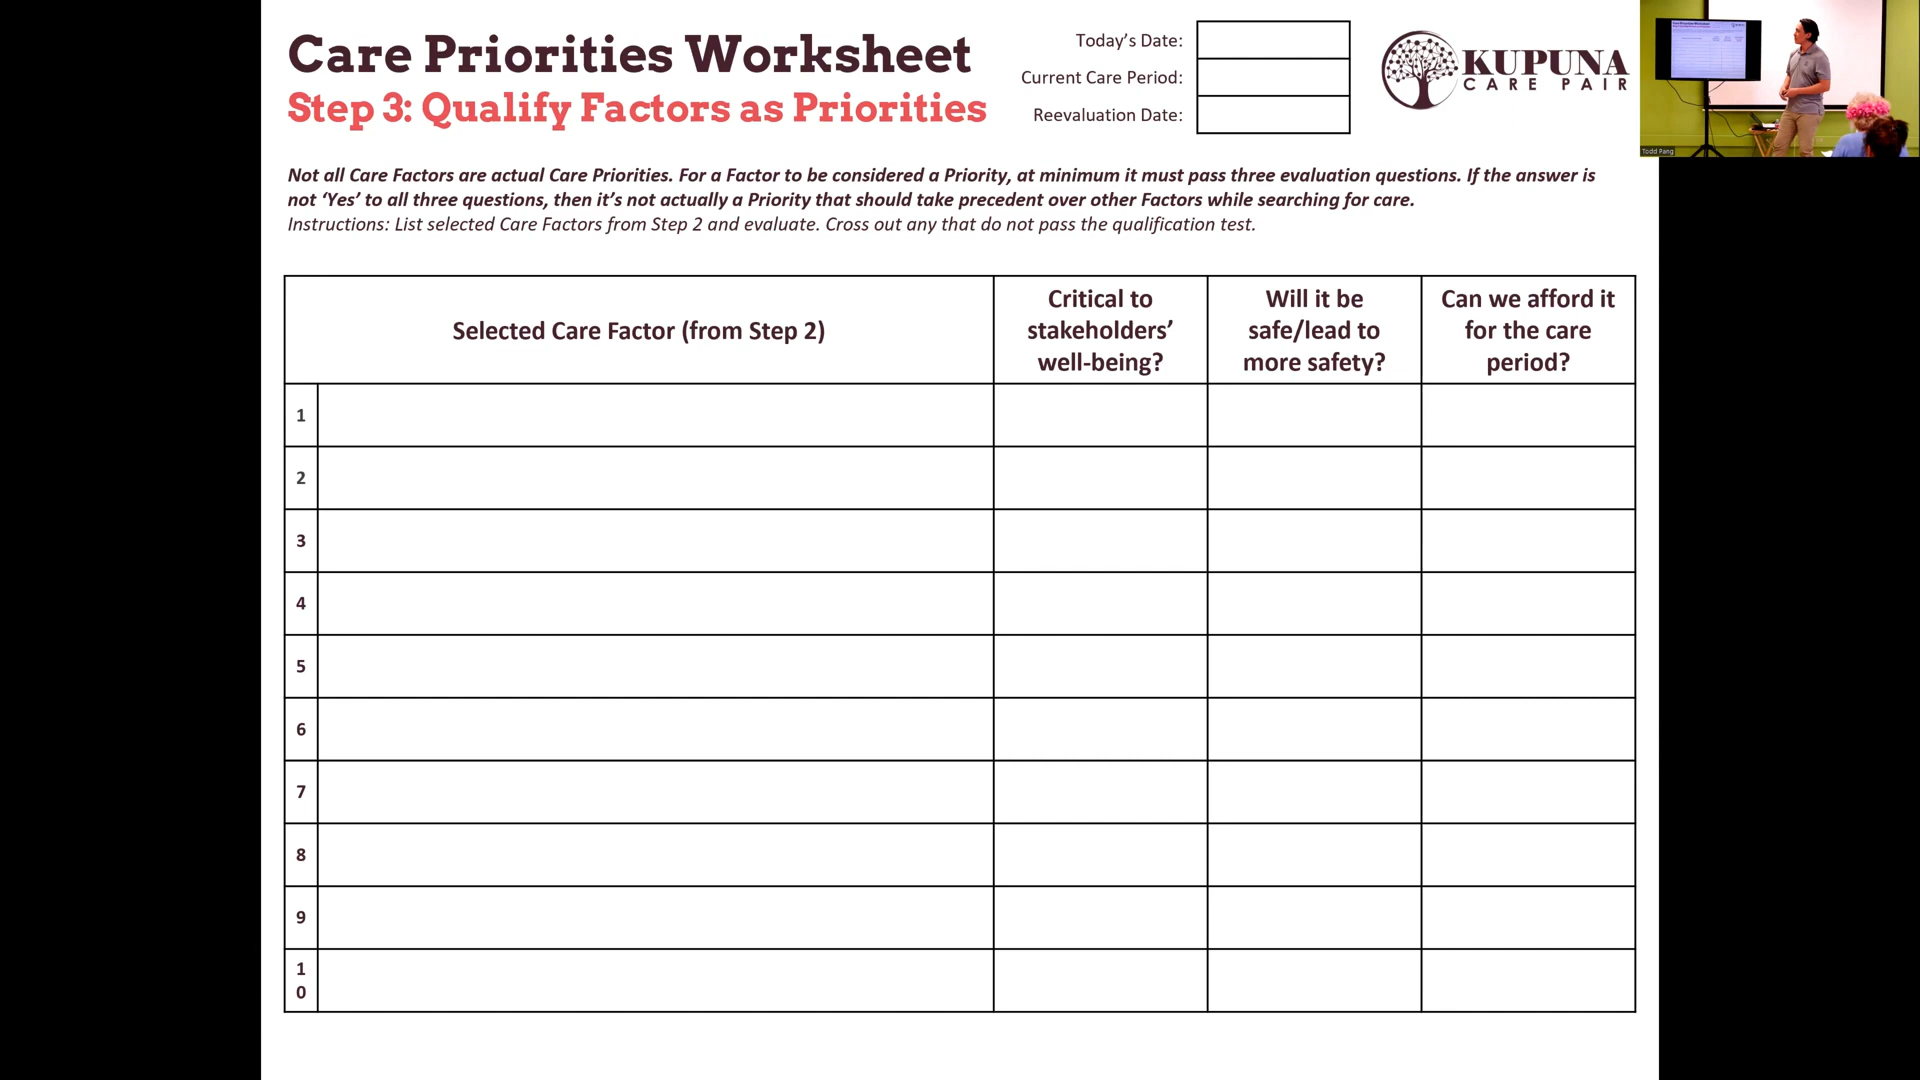 Care Priorities Worksheet
Step 3: Qualify Factors as Priorities
Today's Date:
Current Care Period:
Reevaluation Date:
KUPUNA
CARE PAIR
Todd Pang
Not all Care Factors are actual Care Priorities. For a Factor to be considered a Priority, at minimum it must pass three evaluation questions. If the answer is
not ‘Yes’ to all three questions, then it’s not actually a Priority that should take precedent over other Factors while searching for care.
Instructions: List selected Care Factors from Step 2 and evaluate. Cross out any that do not pass the qualification test.
Selected Care Factor (from Step 2)
Critical to
stakeholders’
well-being?
Will it be
safe/lead to
more safety?
Can we afford it
for the care
period?
1
2
3
4
5
6
7
8
9
1
0